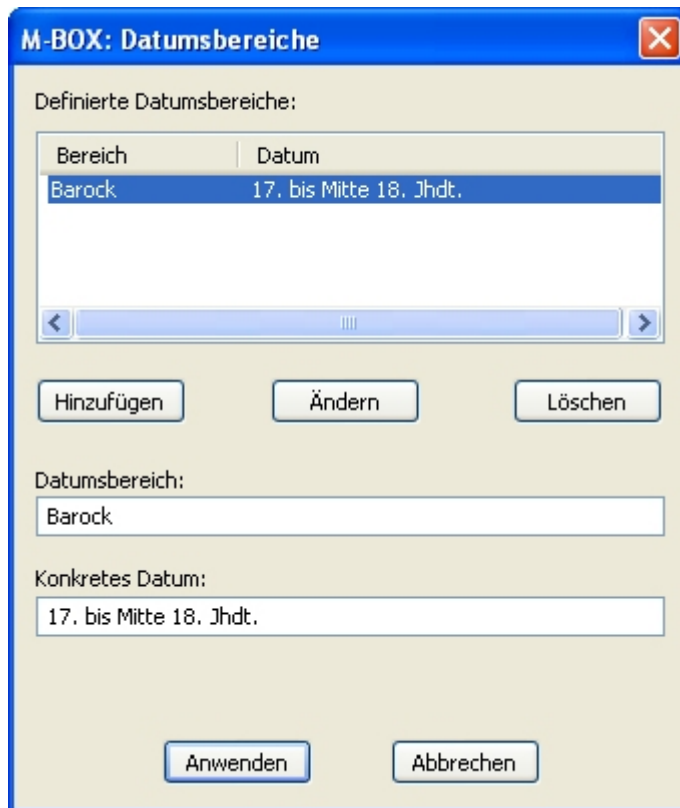 M-BOX: Datumsbereiche
Definierte Datumsbereiche:
Bereich Datum
Barock 17. bis Mitte 18. Jhdt.
Hinzufügen Ändern Löschen
Datumsbereich:
Barock
Konkretes Datum:
17. bis Mitte 18. Jhdt.
Anwenden Abbrechen